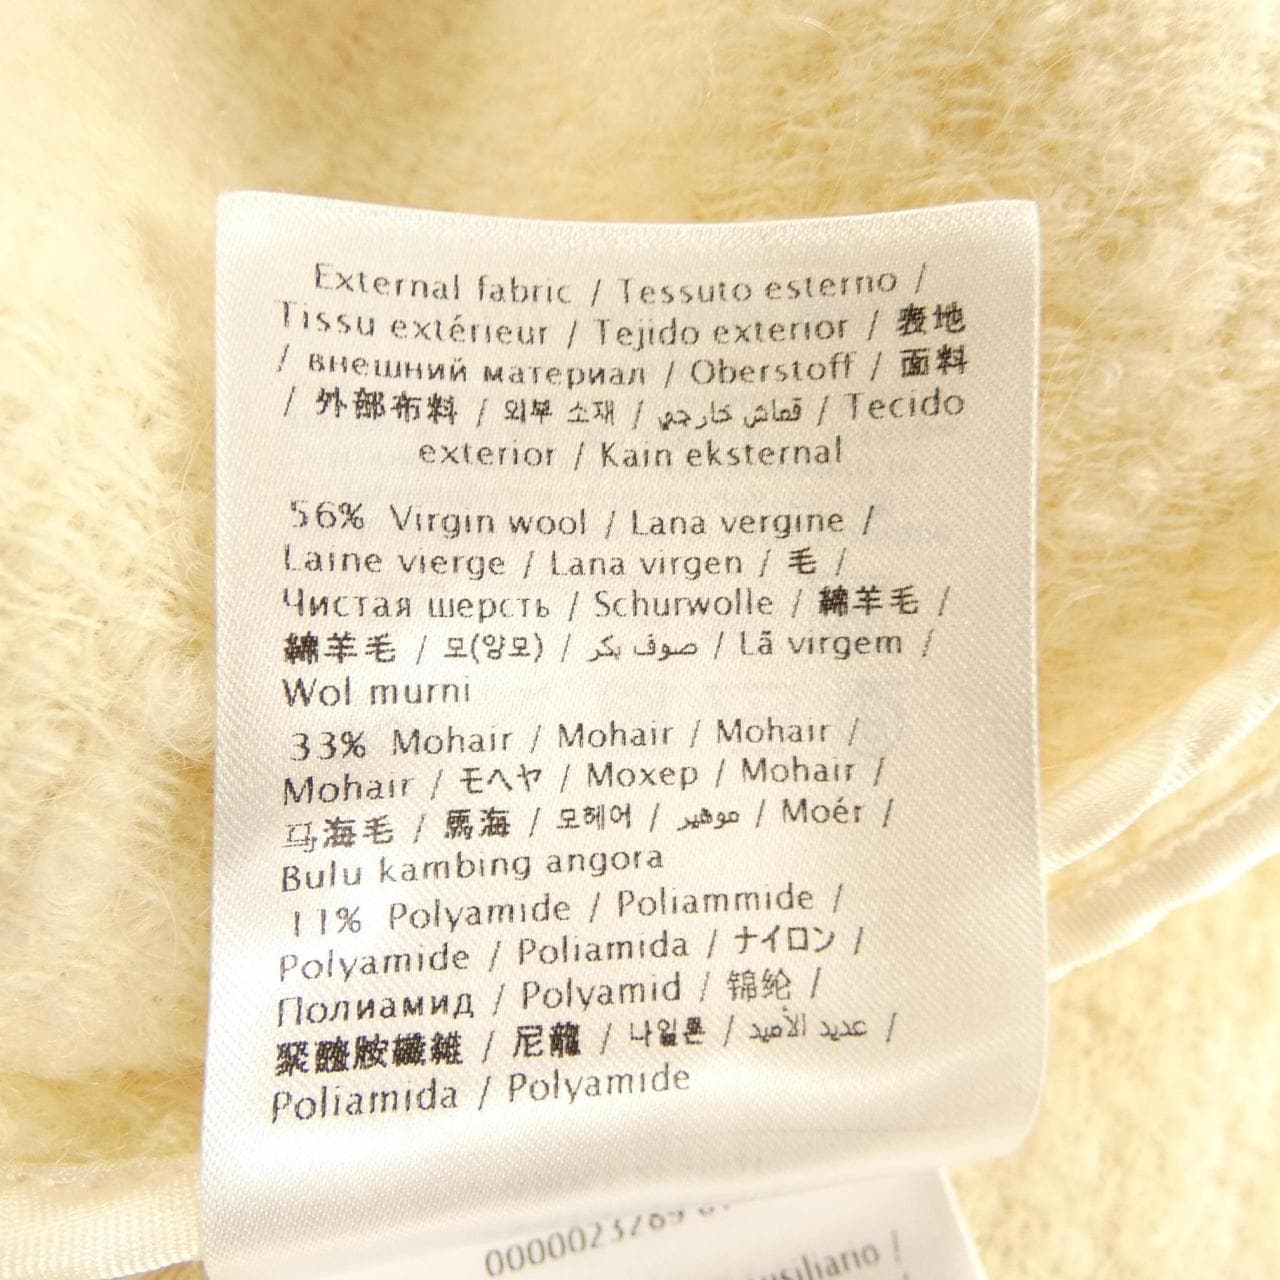 External fabric / Tessuto esterno /
Tissu extérieur / Tejido exterior / 表地
/ внешний материал / Oberstoff / 面料
/ 外部布料 / 외부 소재 / قماش خارجي / Tecido
exterior / Kain eksternal
56% Virgin wool / Lana vergine /
Laine vierge / Lana virgen / 毛 /
Чистая шерсть / Schurwolle / 綿羊毛 /
綿羊毛 / 모(양모) / صوف بكر / Lã virgem /
Wol murni
33% Mohair / Mohair / Mohair /
Mohair / モヘヤ / Мохер / Mohair /
马海毛 / 馬海 / 모헤어 / موهير / Moér /
Bulu kambing angora
11% Polyamide / Poliammide /
Polyamide / Poliamida / ナイロン /
Полиамид / Polyamid / 锦纶 /
聚醯胺纖維 / 尼龍 / 나일론 / عديد الأميد /
Poliamida / Polyamide